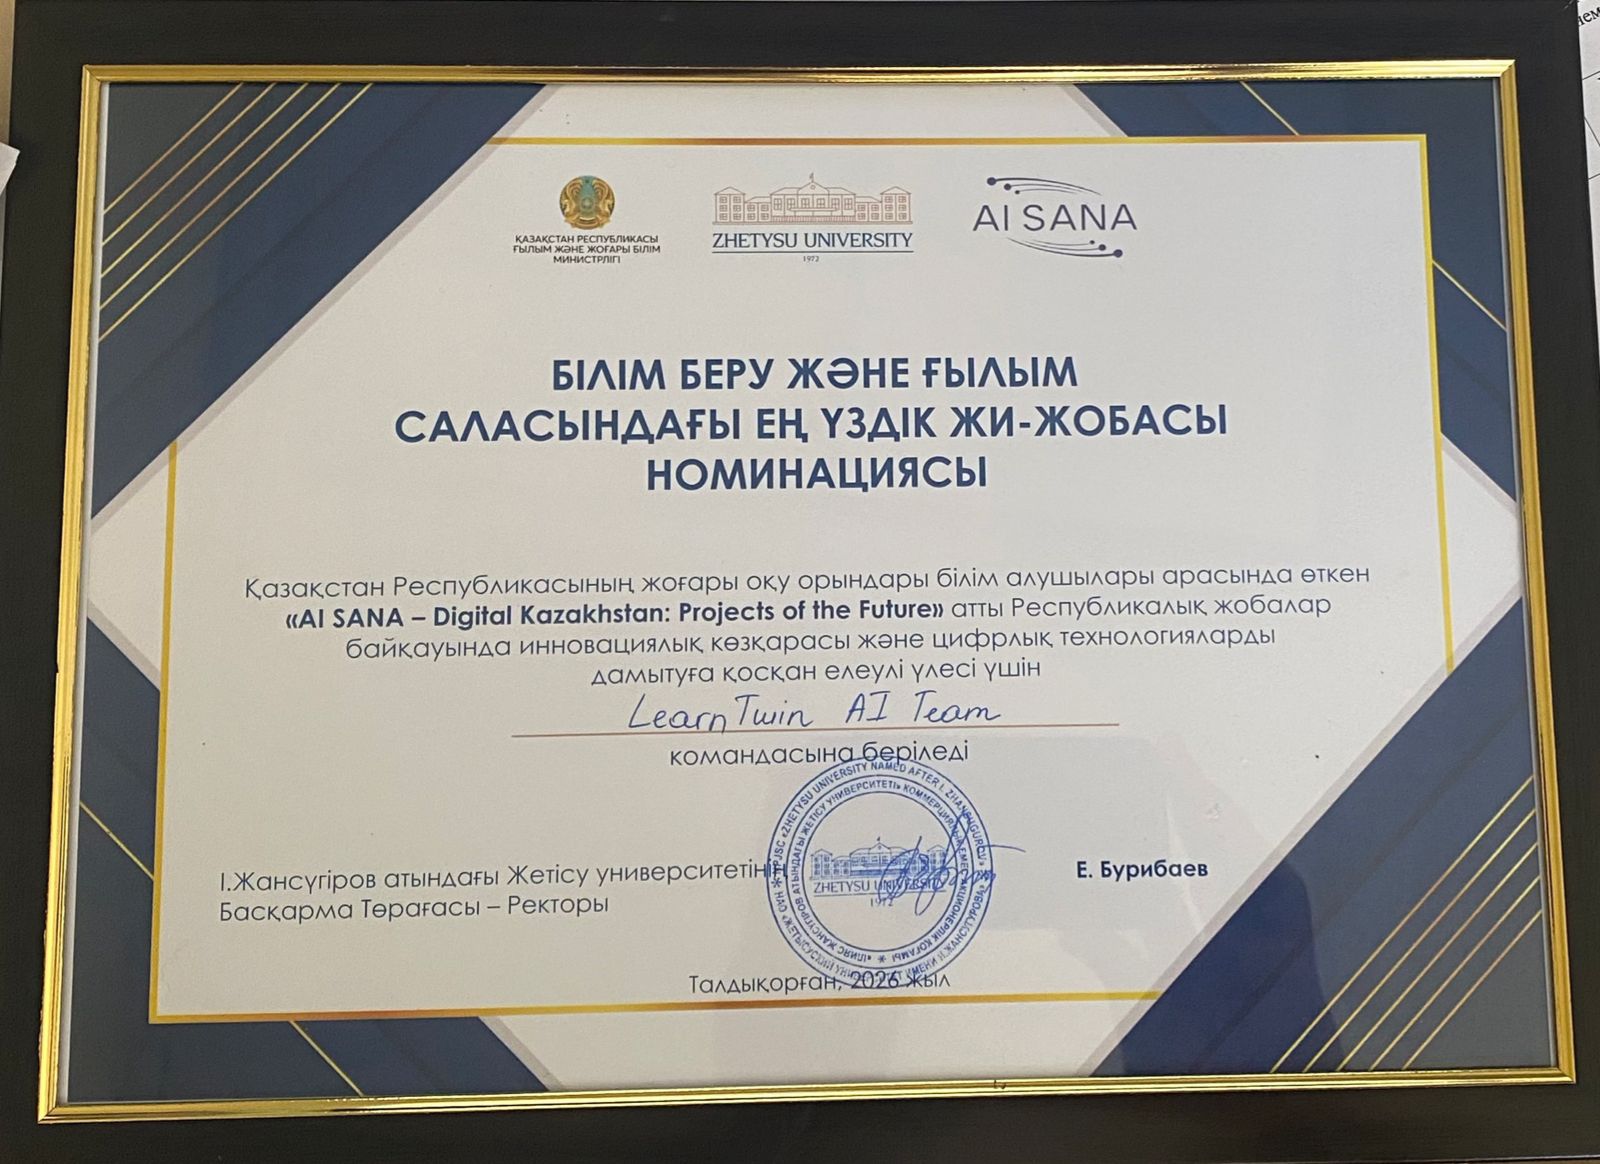 ҚАЗАҚСТАН РЕСПУБЛИКАСЫ
ҒЫЛЫМ ЖӘНЕ ЖОҒАРЫ БІЛІМ
МИНИСТРЛІГІ
ZHETYSU UNIVERSITY
1972
AI SANA
БІЛІМ БЕРУ ЖӘНЕ ҒЫЛЫМ
САЛАСЫНДАҒЫ ЕҢ ҮЗДІК ЖИ-ЖОБАСЫ
НОМИНАЦИЯСЫ
Қазақстан Республикасының жоғары оқу орындары білім алушылары арасында өткен
«AI SANA – Digital Kazakhstan: Projects of the Future» атты Республикалық жобалар
байқауында инновациялық көзқарасы және цифрлық технологияларды
дамытуға қосқан елеулі үлесі үшін
LearnTwin AI Team
командасына беріледі
І.Жансүгіров атындағы Жетісу университетінің
Басқарма Төрағасы – Ректоры
Е. Бурибаев
ZHETYSU UNIVERSITY
1972
Талдықорған, 2026 жыл